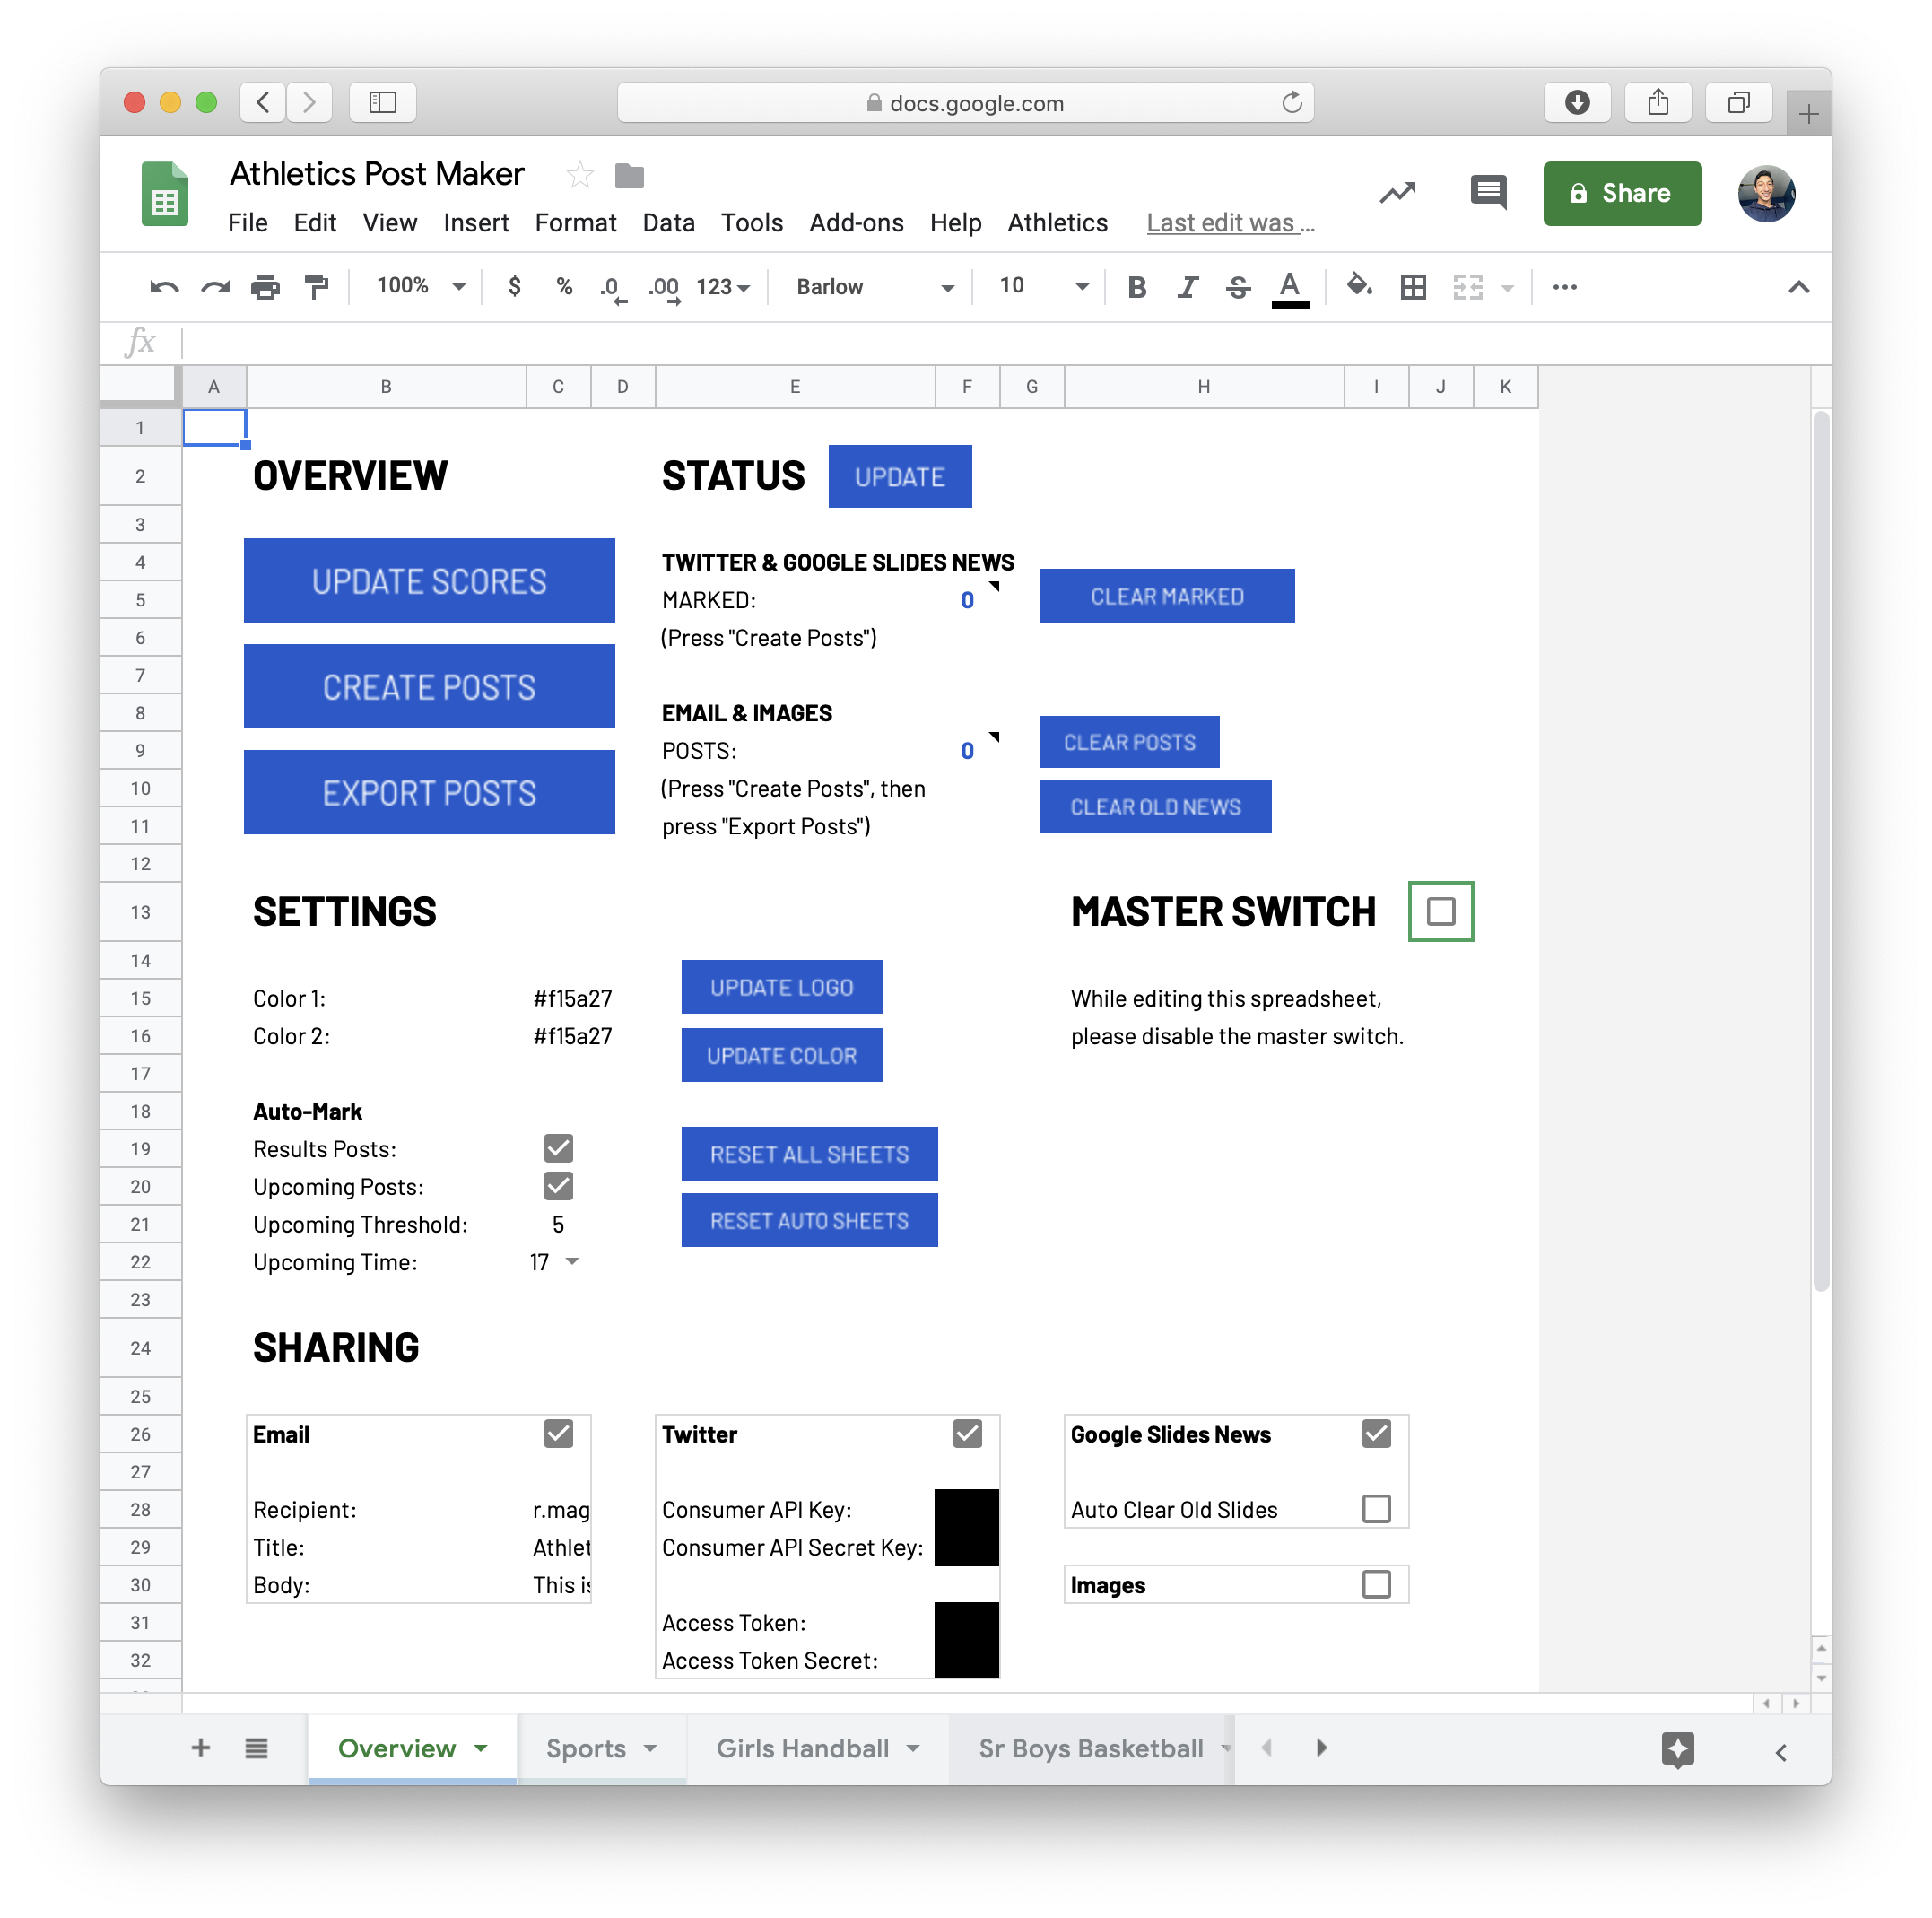 docs.google.com
Athletics Post Maker
File Edit View Insert Format Data Tools Add-ons Help Athletics Last edit was ...
Share
100% $ % .0 .00 123 Barlow 10 B I S A
fx
A B C D E F G H I J K
1
2 OVERVIEW STATUS UPDATE
3
4 UPDATE SCORES TWITTER & GOOGLE SLIDES NEWS
5 MARKED: 0 CLEAR MARKED
6 (Press "Create Posts")
7 CREATE POSTS
8 EMAIL & IMAGES
9 POSTS: 0 CLEAR POSTS
10 EXPORT POSTS (Press "Create Posts", then CLEAR OLD NEWS
11 press "Export Posts")
12
13 SETTINGS MASTER SWITCH
14 UPDATE LOGO
15 Color 1: #f15a27 While editing this spreadsheet,
16 Color 2: #f15a27 UPDATE COLOR please disable the master switch.
17
18 Auto-Mark
19 Results Posts: RESET ALL SHEETS
20 Upcoming Posts:
21 Upcoming Threshold: 5 RESET AUTO SHEETS
22 Upcoming Time: 17
23
24 SHARING
25
26 Email Twitter Google Slides News
27
28 Recipient: r.mag Consumer API Key: Auto Clear Old Slides
29 Title: Athlet Consumer API Secret Key:
30 Body: This is Images
31 Access Token:
32 Access Token Secret:
Overview Sports Girls Handball Sr Boys Basketball